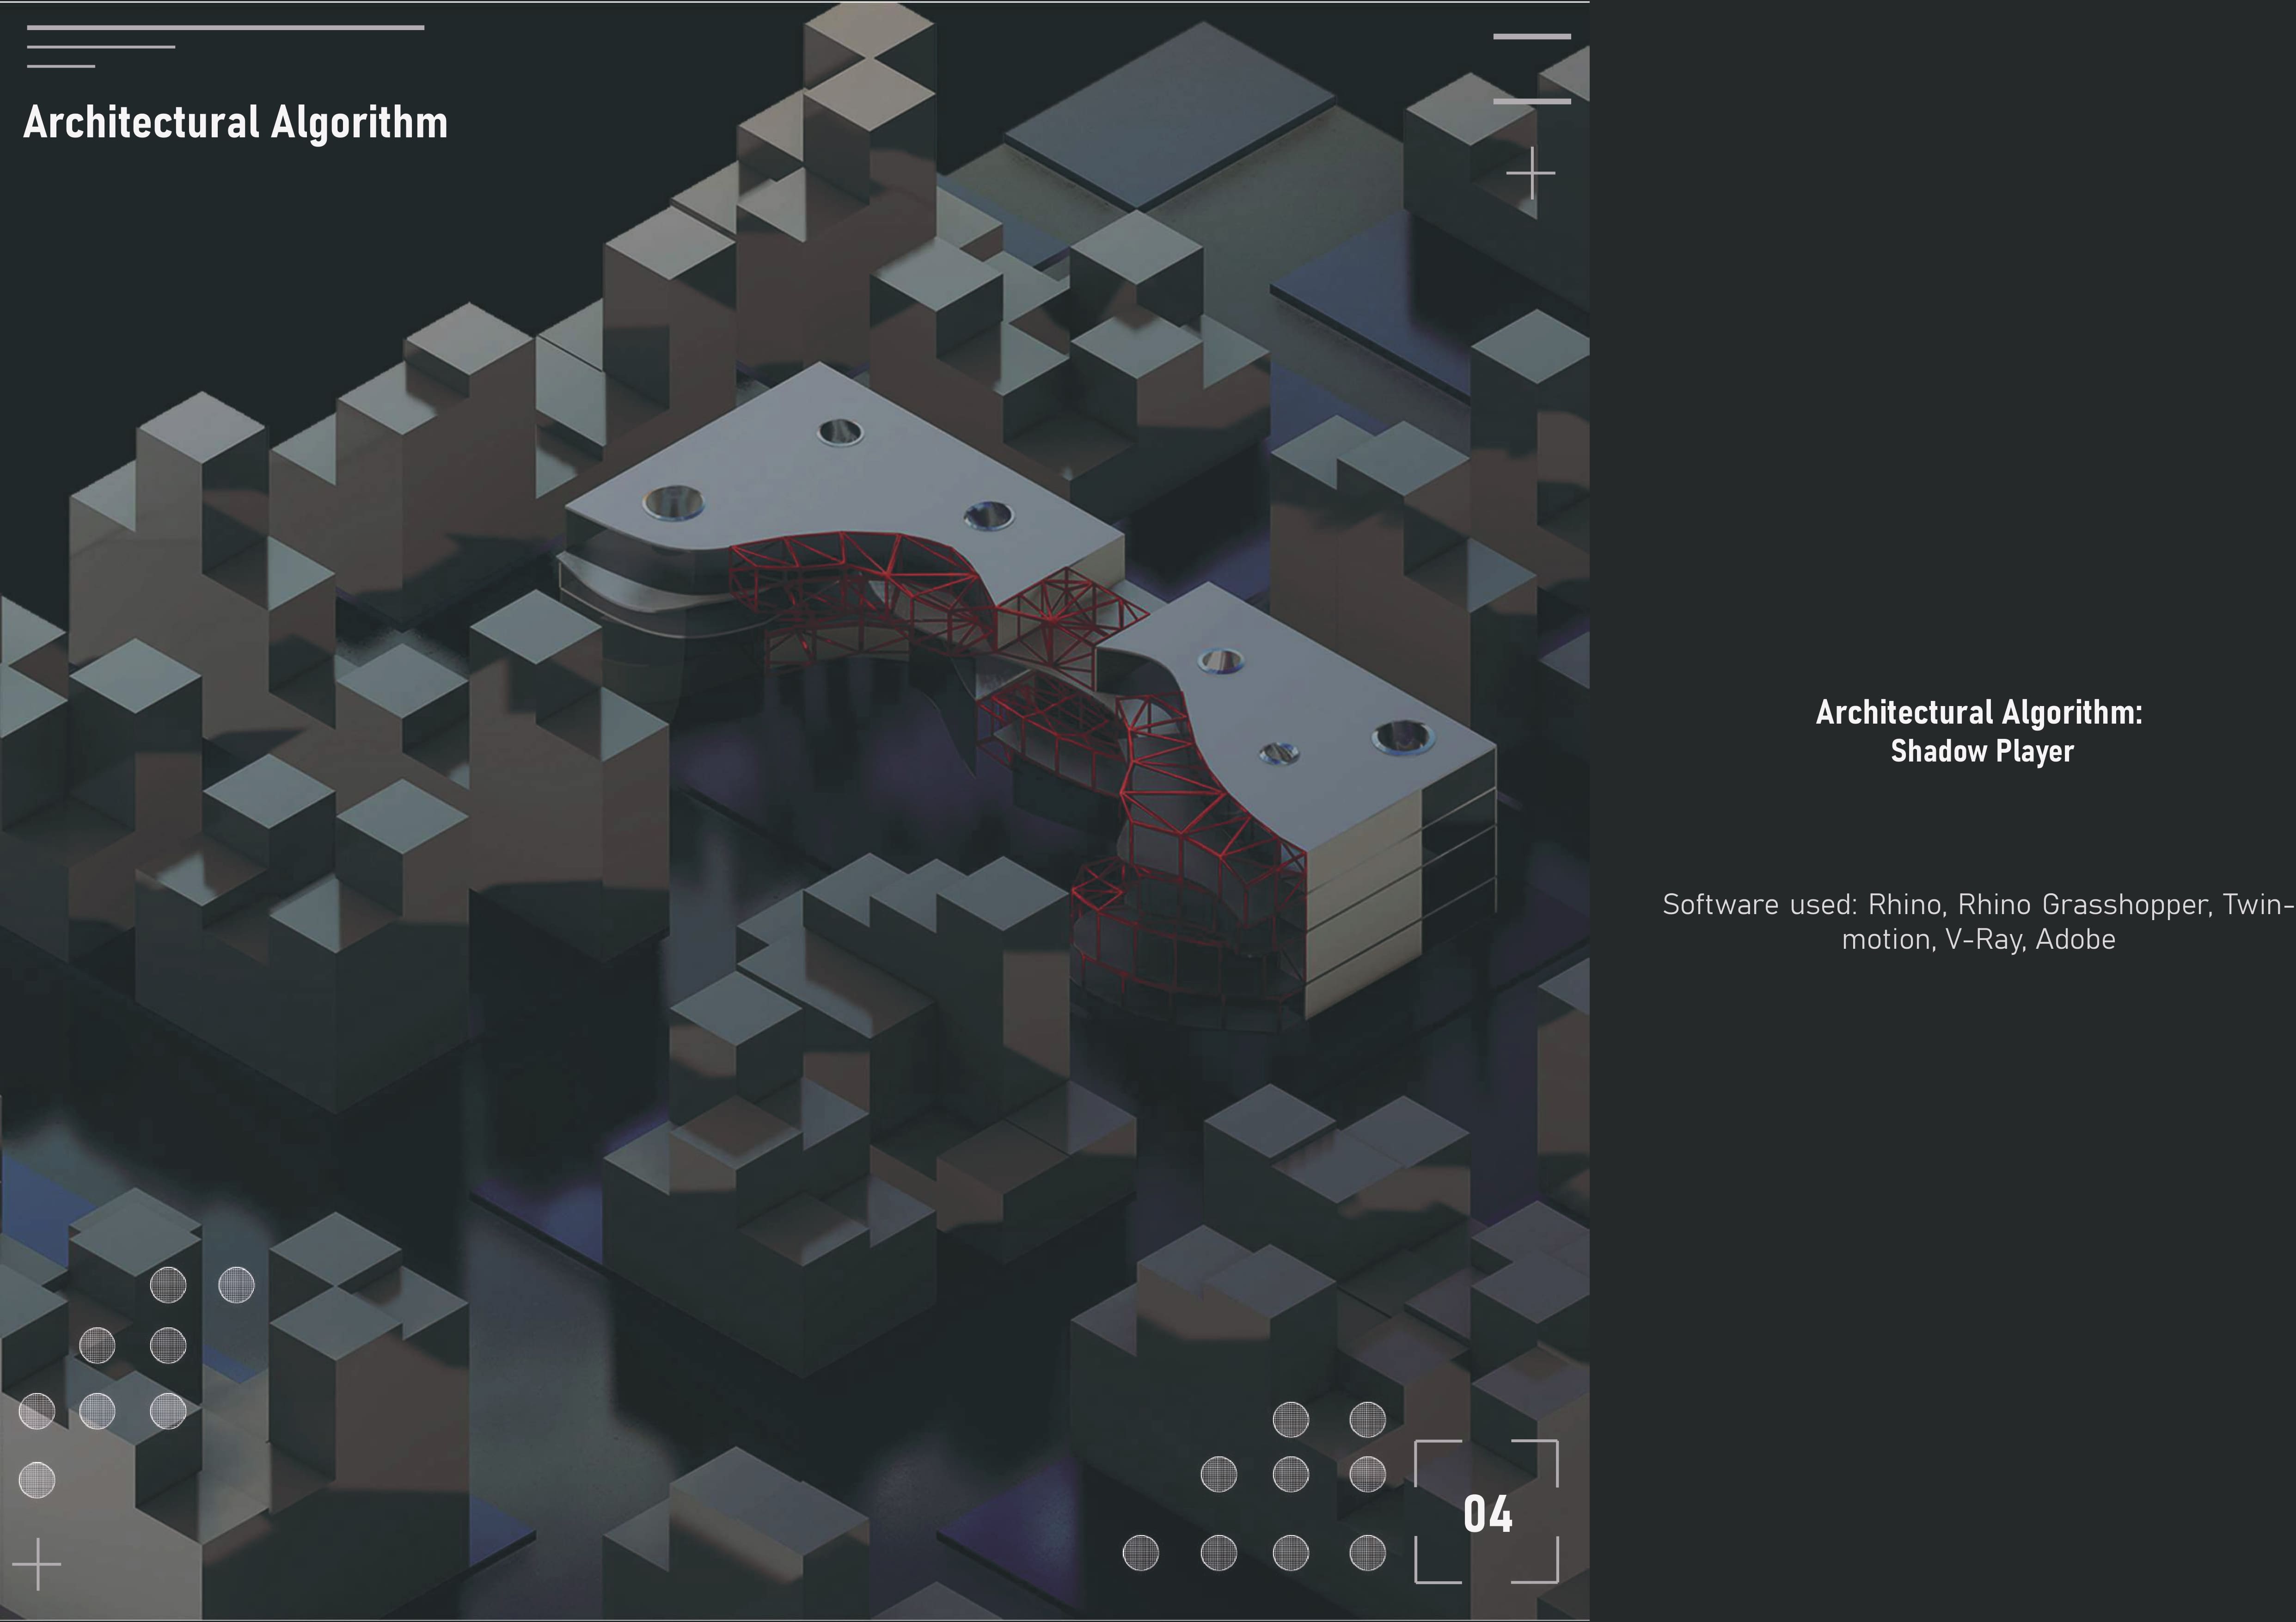 Architectural Algorithm
Architectural Algorithm:
Shadow Player
Software used: Rhino, Rhino Grasshopper, Twin-
motion, V-Ray, Adobe
04